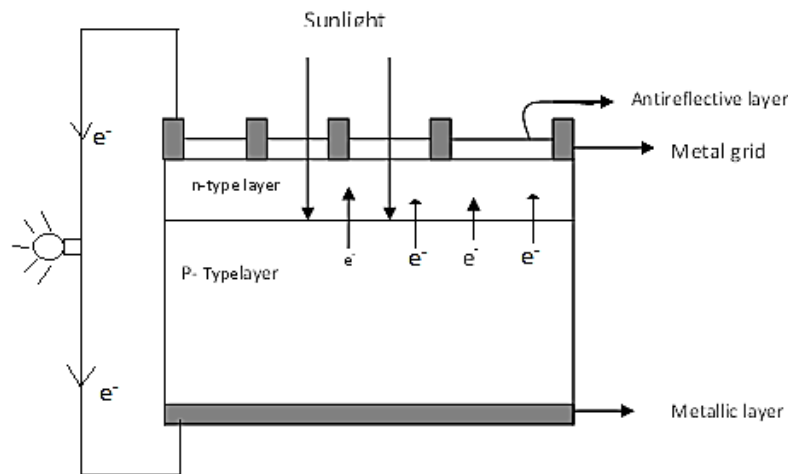 Sunlight
Antireflective layer
e-
Metal grid
n-type layer
e- e- e- e-
P- Typelayer
e-
Metallic layer